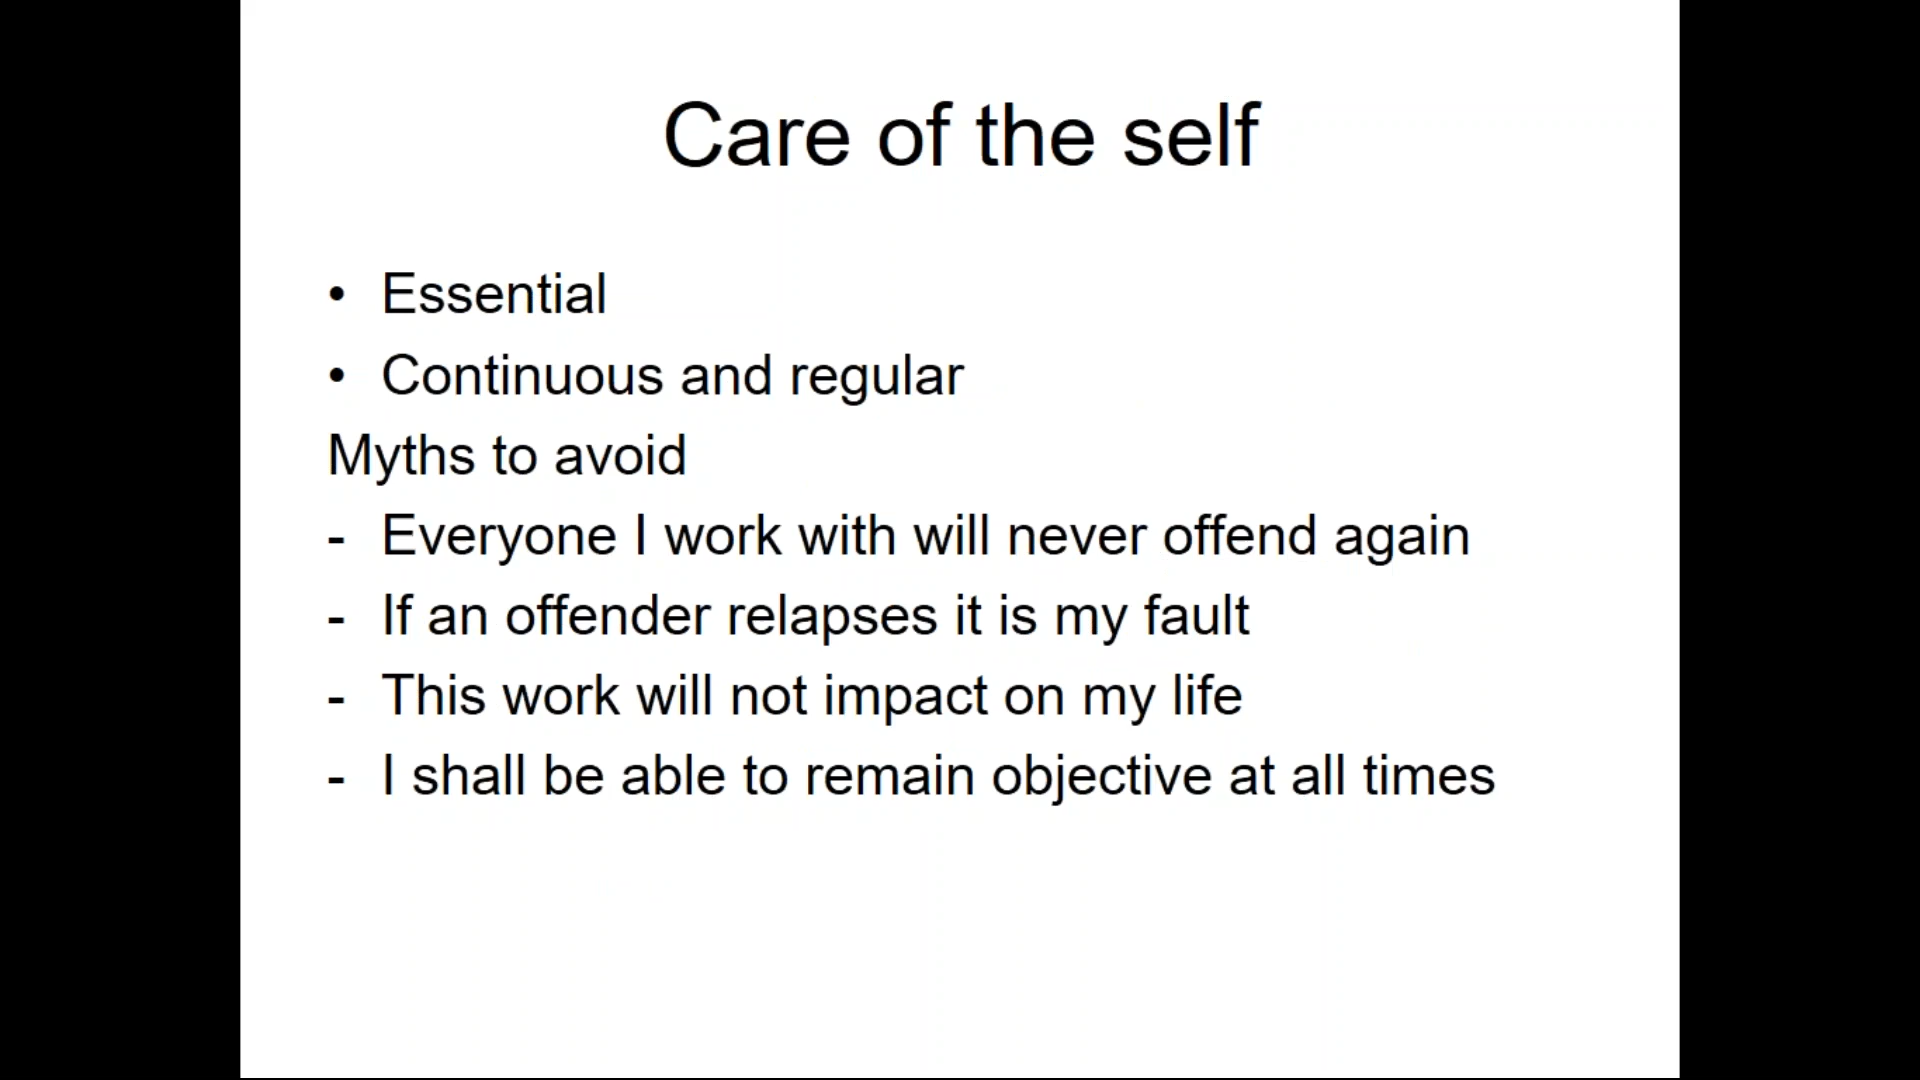 Care of the self
• Essential
• Continuous and regular
Myths to avoid
- Everyone I work with will never offend again
- If an offender relapses it is my fault
- This work will not impact on my life
- I shall be able to remain objective at all times